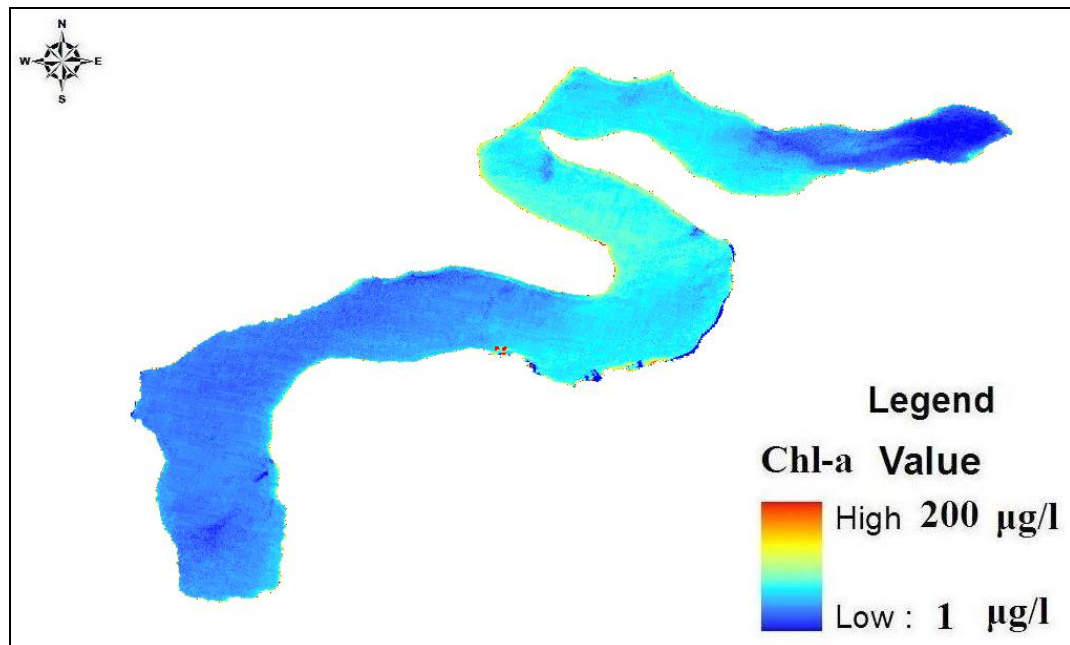 N
W E
S
Legend
Chl-a Value
High 200 µg/l
Low : 1 µg/l